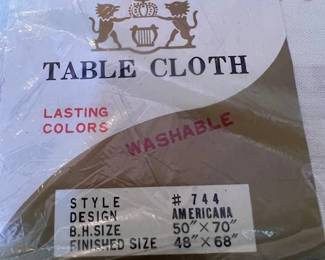 TABLE CLOTH
LASTING
COLORS
WASHABLE
STYLE # 744
DESIGN AMERICANA
B.H.SIZE 50" × 70"
FINISHED SIZE 48" × 68"